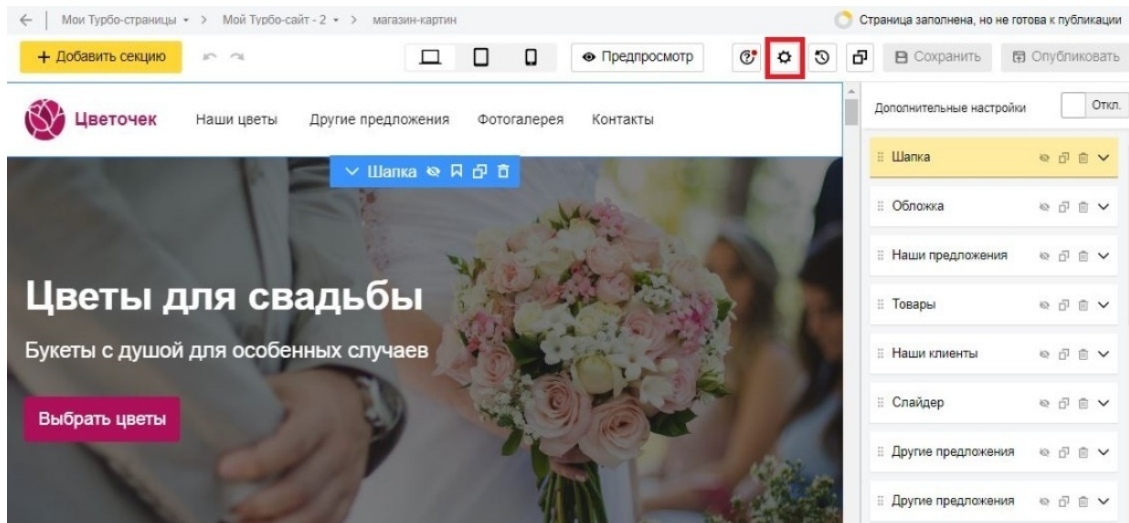 Мои Турбо-страницы > Мой Турбо-сайт - 2 > магазин-картин
Страница заполнена, но не готова к публикации
+ Добавить секцию
Предпросмотр
Сохранить
Опубликовать
Цветочек
Наши цветы
Другие предложения
Фотогалерея
Контакты
Дополнительные настройки
Откл.
Шапка
Шапка
Обложка
Наши предложения
Цветы для свадьбы
Товары
Букеты с душой для особенных случаев
Наши клиенты
Выбрать цветы
Слайдер
Другие предложения
Другие предложения